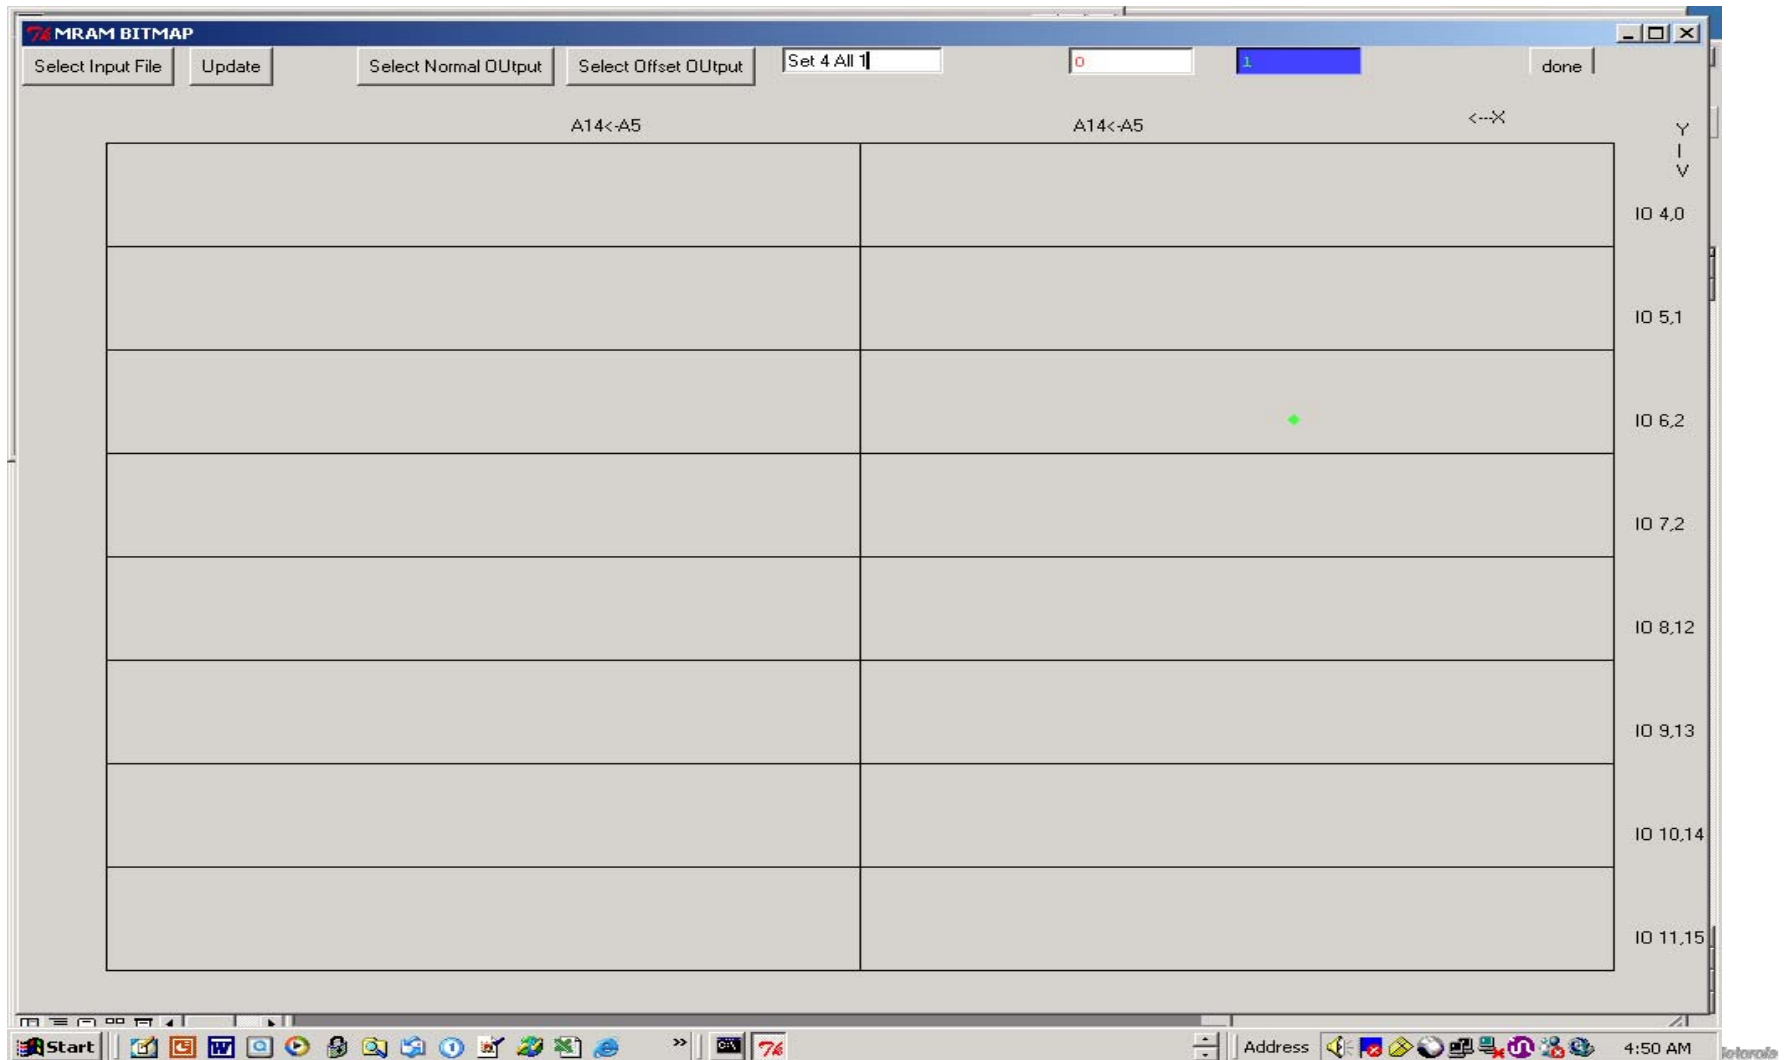 MRAM BITMAP
Select Input File Update Select Normal OUtput Select Offset OUtput Set 4 All 1 0 1 done
A14<-A5 A14<-A5 <---X
Y
|
V
IO 4,0
IO 5,1
IO 6,2
IO 7,2
IO 8,12
IO 9,13
IO 10,14
IO 11,15
Start » Address 4:50 AM